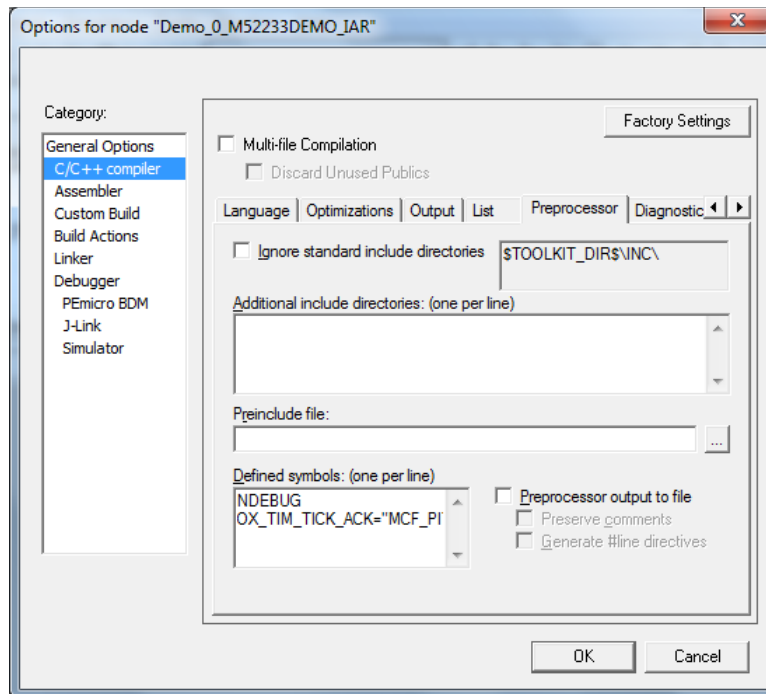 Options for node "Demo_0_M52233DEMO_IAR"
X
Category:
General Options
C/C++ compiler
Assembler
Custom Build
Build Actions
Linker
Debugger
PEmicro BDM
J-Link
Simulator
Factory Settings
Multi-file Compilation
Discard Unused Publics
Language Optimizations Output List Preprocessor Diagnostic
Ignore standard include directories $TOOLKIT_DIR$\INC\
Additional include directories: (one per line)
Preinclude file:
...
Defined symbols: (one per line)
NDEBUG
OX_TIM_TICK_ACK="MCF_PI
Preprocessor output to file
Preserve comments
Generate #line directives
OK Cancel